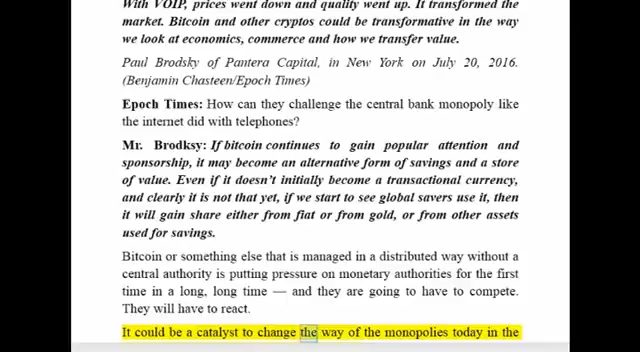 With VOIP, prices went down and quality went up. It transformed the
market. Bitcoin and other cryptos could be transformative in the way
we look at economics, commerce and how we transfer value.
Paul Brodsky of Pantera Capital, in New York on July 20, 2016.
(Benjamin Chasteen/Epoch Times)
Epoch Times: How can they challenge the central bank monopoly like
the internet did with telephones?
Mr. Brodksy: If bitcoin continues to gain popular attention and
sponsorship, it may become an alternative form of savings and a store
of value. Even if it doesn't initially become a transactional currency,
and clearly it is not that yet, if we start to see global savers use it, then
it will gain share either from fiat or from gold, or from other assets
used for savings.
Bitcoin or something else that is managed in a distributed way without a
central authority is putting pressure on monetary authorities for the first
time in a long, long time — and they are going to have to compete.
They will have to react.
It could be a catalyst to change the way of the monopolies today in the